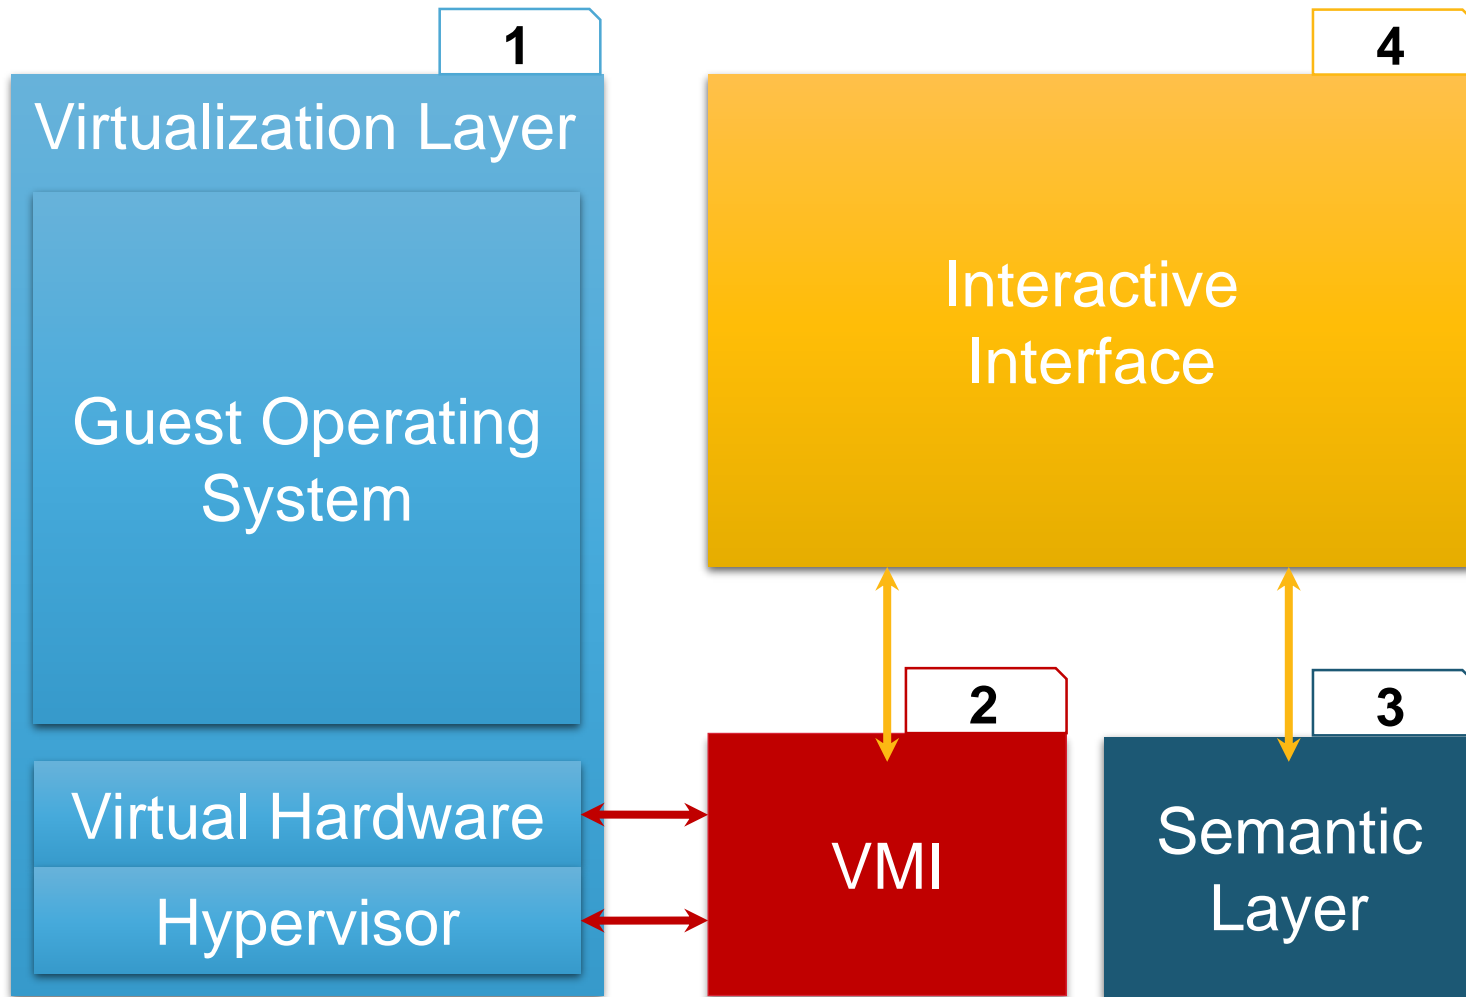 1
Virtualization Layer
Guest Operating
System
Virtual Hardware
Hypervisor
4
Interactive
Interface
2
VMI
3
Semantic
Layer